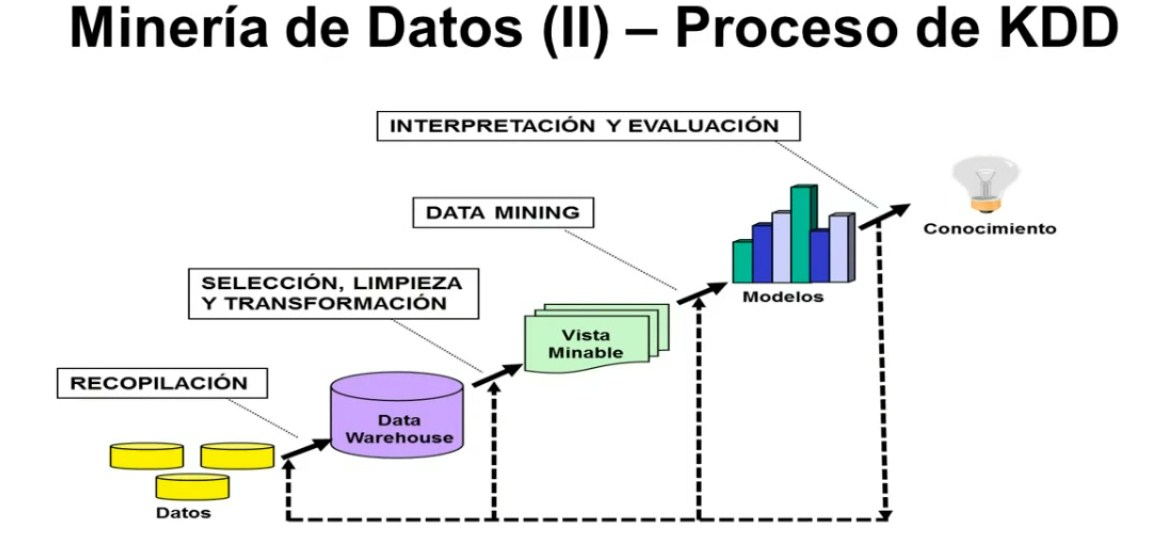 Minería de Datos (II) – Proceso de KDD
INTERPRETACIÓN Y EVALUACIÓN
Conocimiento
DATA MINING
Modelos
SELECCIÓN, LIMPIEZA
Y TRANSFORMACIÓN
Vista
Minable
RECOPILACIÓN
Data
Warehouse
Datos